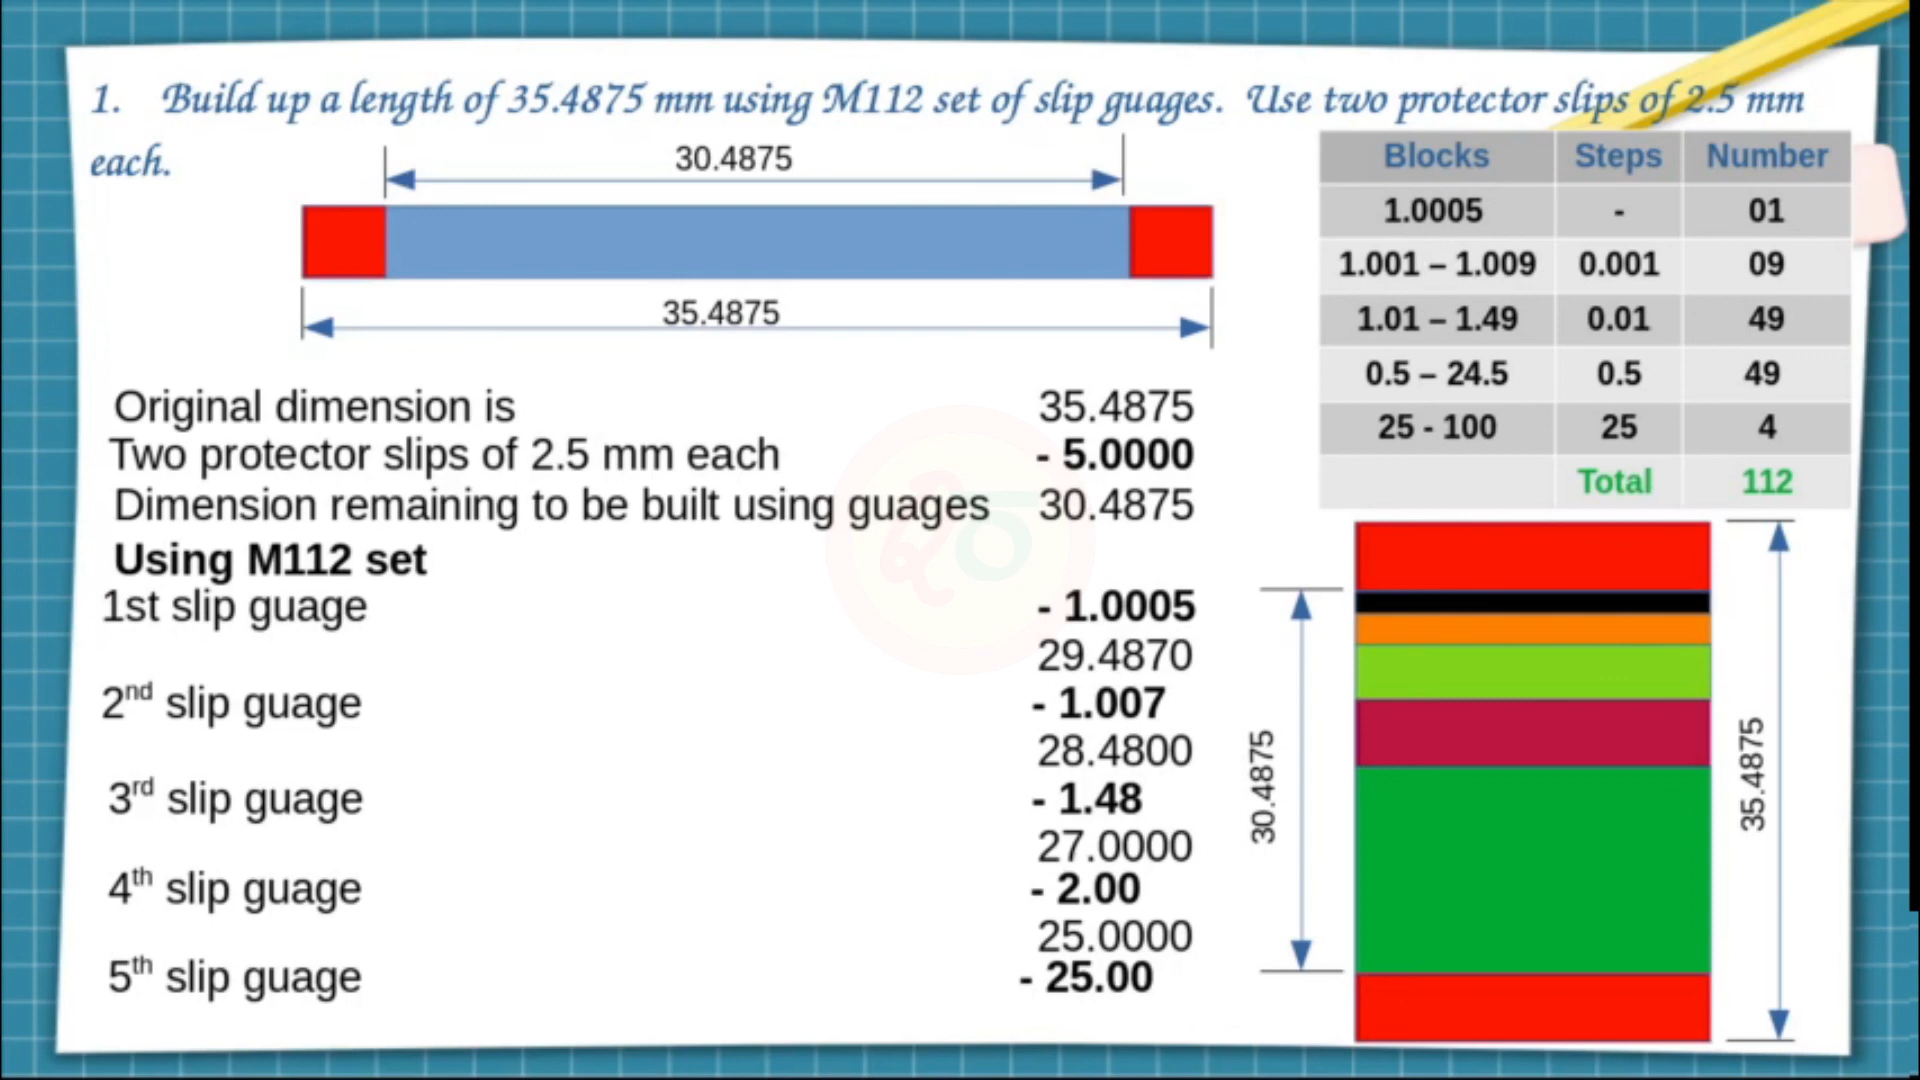 1. Build up a length of 35.4875 mm using M112 set of slip guages. Use two protector slips of 2.5 mm
each.
30.4875
35.4875
Blocks Steps Number
1.0005 - 01
1.001 – 1.009 0.001 09
1.01 – 1.49 0.01 49
0.5 – 24.5 0.5 49
25 - 100 25 4
Total 112
Original dimension is 35.4875
Two protector slips of 2.5 mm each - 5.0000
Dimension remaining to be built using guages 30.4875
Using M112 set
1st slip guage - 1.0005
29.4870
2nd slip guage - 1.007
28.4800
3rd slip guage - 1.48
27.0000
4th slip guage - 2.00
25.0000
5th slip guage - 25.00
30.4875
35.4875